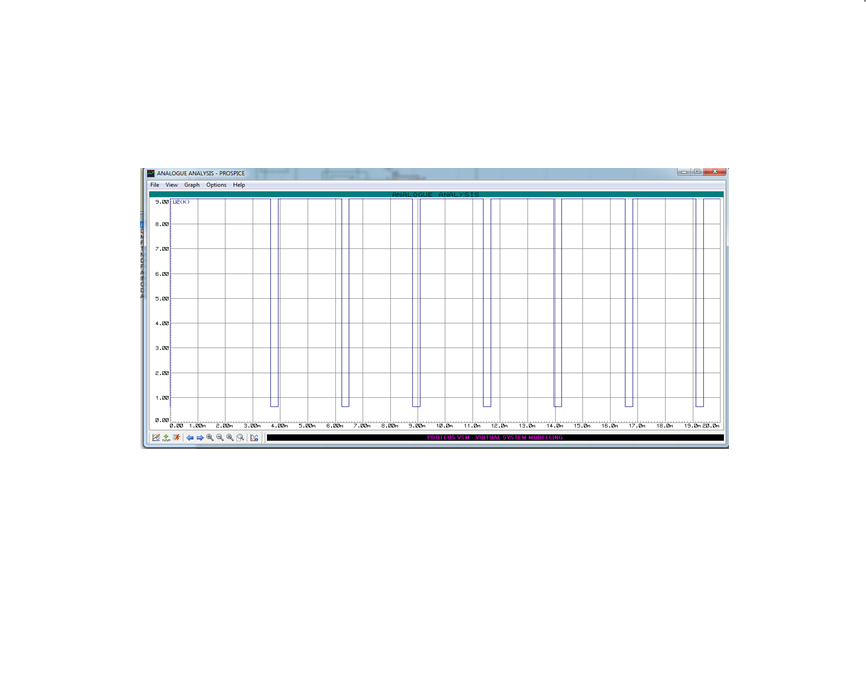 ANALOGUE ANALYSIS - PROSPICE
File View Graph Options Help
ANALOGUE ANALYSIS
9.00 U2(K)
8.00
7.00
6.00
5.00
4.00
3.00
2.00
1.00
0.00
0.00 1.00m 2.00m 3.00m 4.00m 5.00m 6.00m 7.00m 8.00m 9.00m 10.0m 11.0m 12.0m 13.0m 14.0m 15.0m 16.0m 17.0m 18.0m 19.0m 20.0m
PROTEUS VSM - VIRTUAL SYSTEM MODELLING